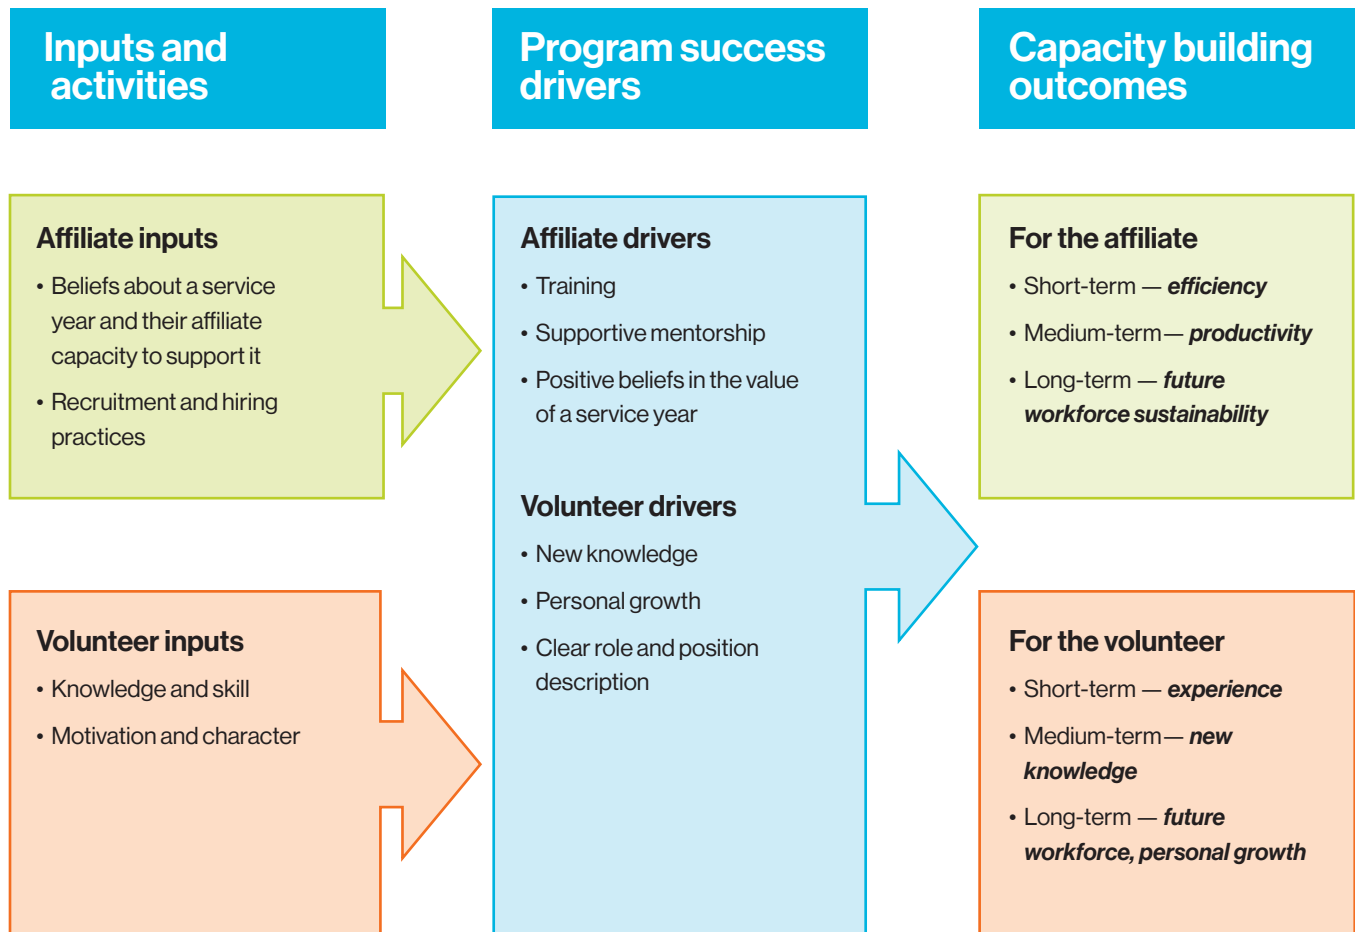 Inputs and
activities
Program success
drivers
Capacity building
outcomes
Affiliate inputs
• Beliefs about a service
year and their affiliate
capacity to support it
• Recruitment and hiring
practices
Volunteer inputs
• Knowledge and skill
• Motivation and character
Affiliate drivers
• Training
• Supportive mentorship
• Positive beliefs in the value
of a service year
Volunteer drivers
• New knowledge
• Personal growth
• Clear role and position
description
For the affiliate
• Short-term — efficiency
• Medium-term— productivity
• Long-term — future
workforce sustainability
For the volunteer
• Short-term — experience
• Medium-term— new
knowledge
• Long-term — future
workforce, personal growth